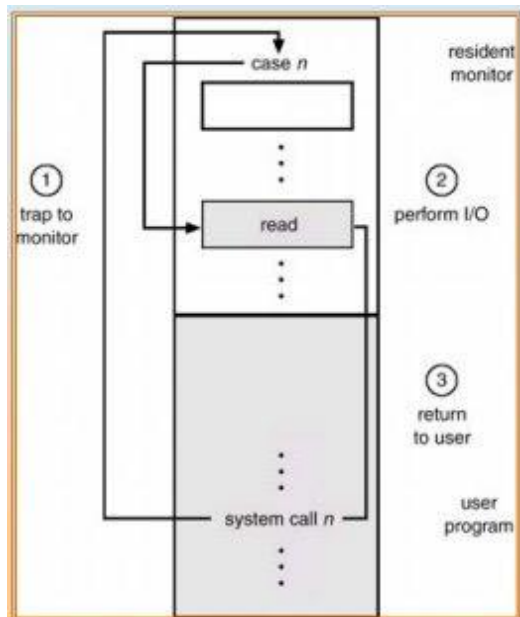 resident
monitor
case n
1
trap to
monitor
2
perform I/O
read
3
return
to user
system call n
user
program